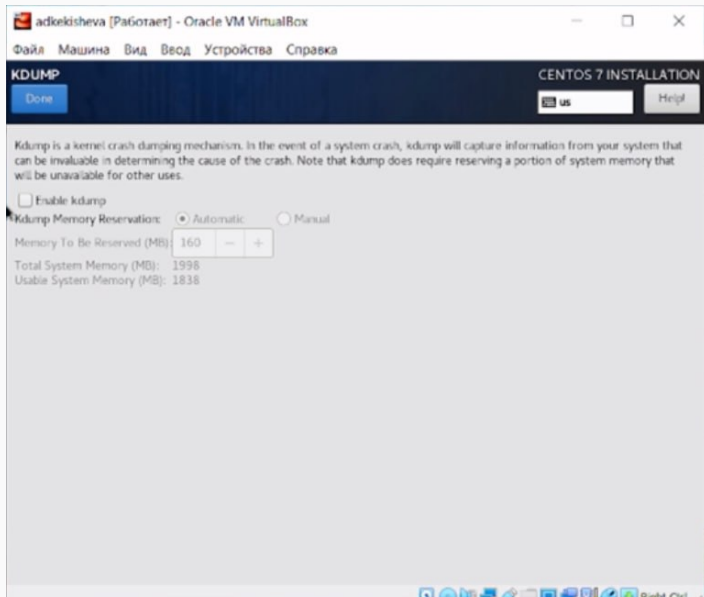 adkekisheva [Работает] - Oracle VM VirtualBox
Файл Машина Вид Ввод Устройства Справка
KDUMP
CENTOS 7 INSTALLATION
Done
us
Help!
Kdump is a kernel crash dumping mechanism. In the event of a system crash, kdump will capture information from your system that
can be invaluable in determining the cause of the crash. Note that kdump does require reserving a portion of system memory that
will be unavailable for other uses.
Enable kdump
Kdump Memory Reservation: Automatic Manual
Memory To Be Reserved (MB): 160 − +
Total System Memory (MB): 1998
Usable System Memory (MB): 1838
Right Ctrl